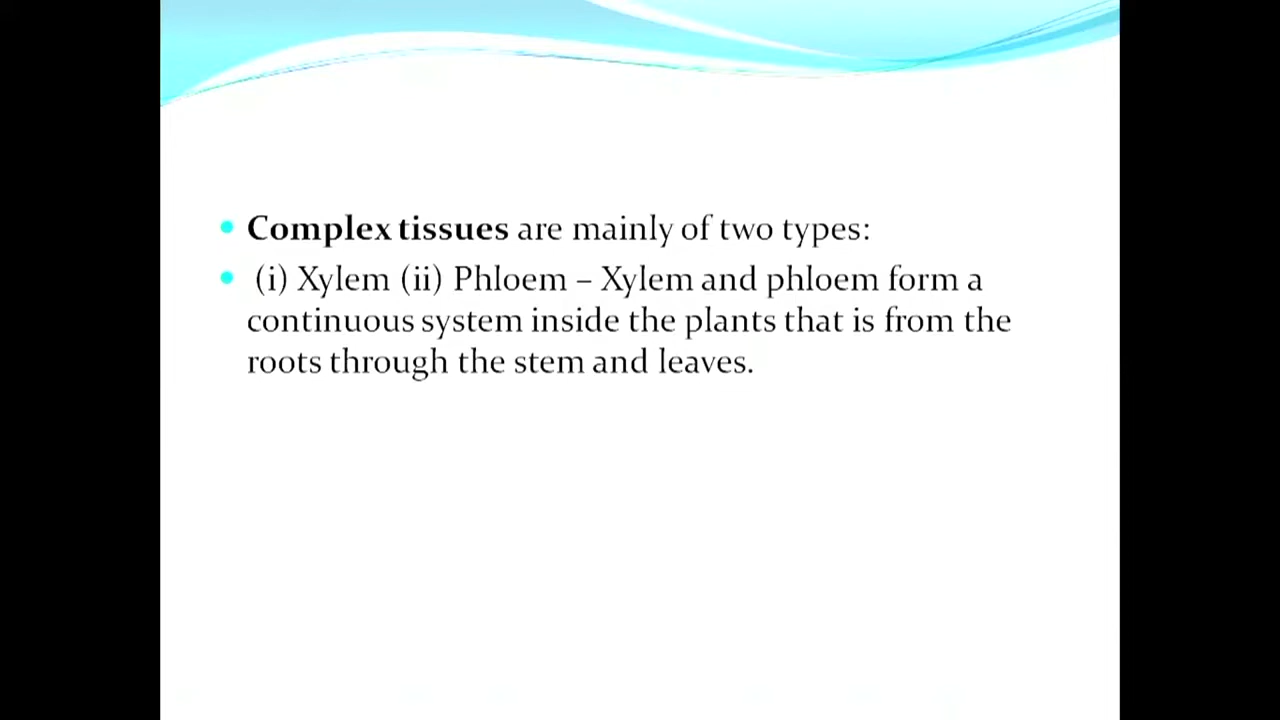 Complex tissues are mainly of two types:
(i) Xylem (ii) Phloem – Xylem and phloem form a
continuous system inside the plants that is from the
roots through the stem and leaves.